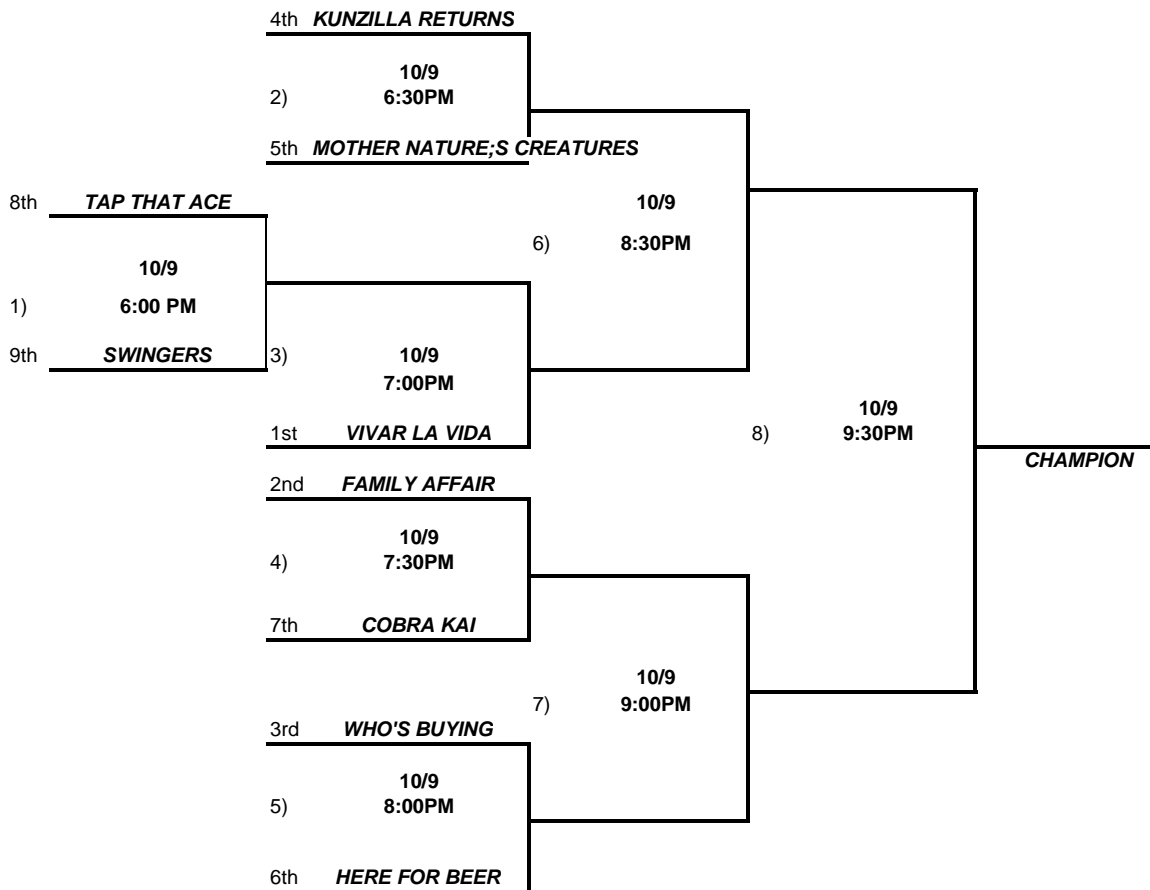 4th KUNZILLA RETURNS
10/9
2) 6:30PM
5th MOTHER NATURE;S CREATURES
8th TAP THAT ACE
10/9
10/9
6) 8:30PM
1) 6:00 PM
9th SWINGERS
3) 10/9
7:00PM
1st VIVAR LA VIDA
10/9
8) 9:30PM
CHAMPION
2nd FAMILY AFFAIR
10/9
4) 7:30PM
7th COBRA KAI
10/9
7) 9:00PM
3rd WHO'S BUYING
10/9
5) 8:00PM
6th HERE FOR BEER